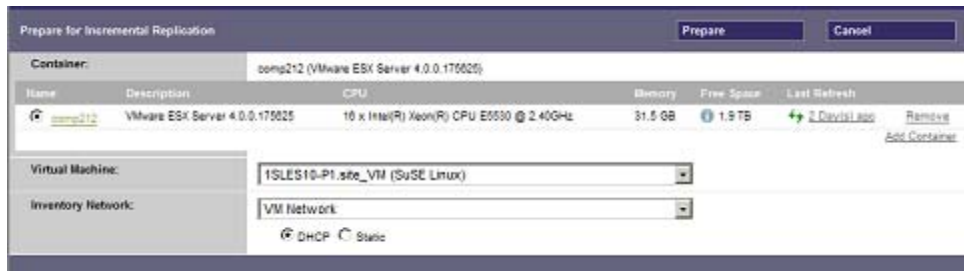 Prepare for Incremental Replication Prepare Cancel
Container: comp212 (VMware ESX Server 4.0.0.175625)
Name Description CPU Memory Free Space Last Refresh
comp212 VMware ESX Server 4.0.0.175625 16 x Intel(R) Xeon(R) CPU E5530 @ 2.40GHz 31.5 GB 1.9 TB 2 Day(s) ago Remove
Add Container
Virtual Machine: 1SLES10-P1.site_VM (SuSE Linux)
Inventory Network: VM Network
DHCP Static